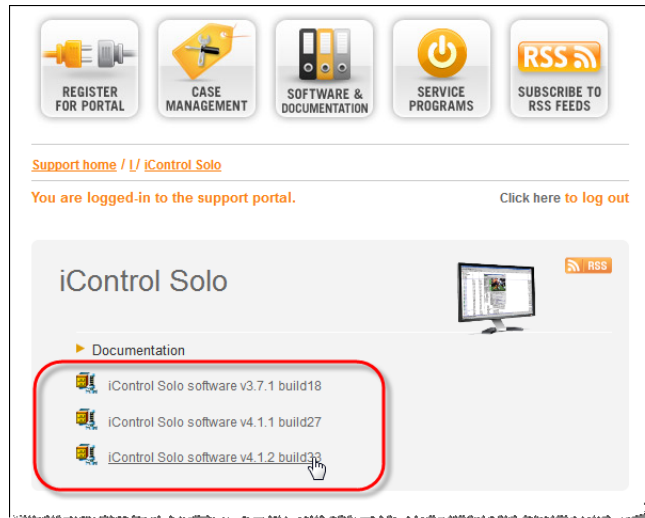 REGISTER
FOR PORTAL
CASE
MANAGEMENT
SOFTWARE &
DOCUMENTATION
SERVICE
PROGRAMS
RSS
SUBSCRIBE TO
RSS FEEDS
Support home / I / iControl Solo
You are logged-in to the support portal.
Click here to log out
iControl Solo
RSS
Documentation
iControl Solo software v3.7.1 build18
iControl Solo software v4.1.1 build27
iControl Solo software v4.1.2 build33